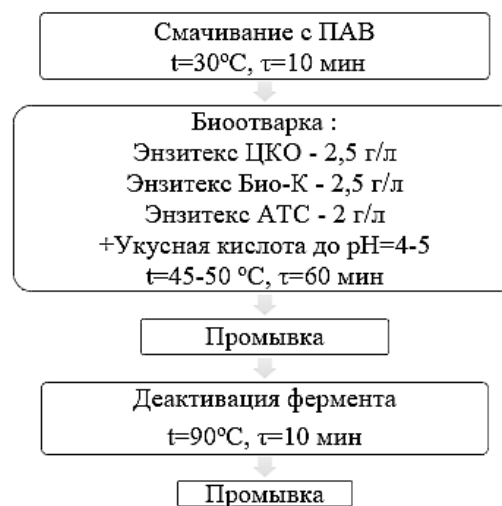 Смачивание с ПАВ
t=30ºC, τ=10 мин
Биоотварка :
Энзитекс ЦКО - 2,5 г/л
Энзитекс Био-К - 2,5 г/л
Энзитекс АТС - 2 г/л
+Укусная кислота до pH=4-5
t=45-50 ºC, τ=60 мин
Промывка
Деактивация фермента
t=90ºC, τ=10 мин
Промывка